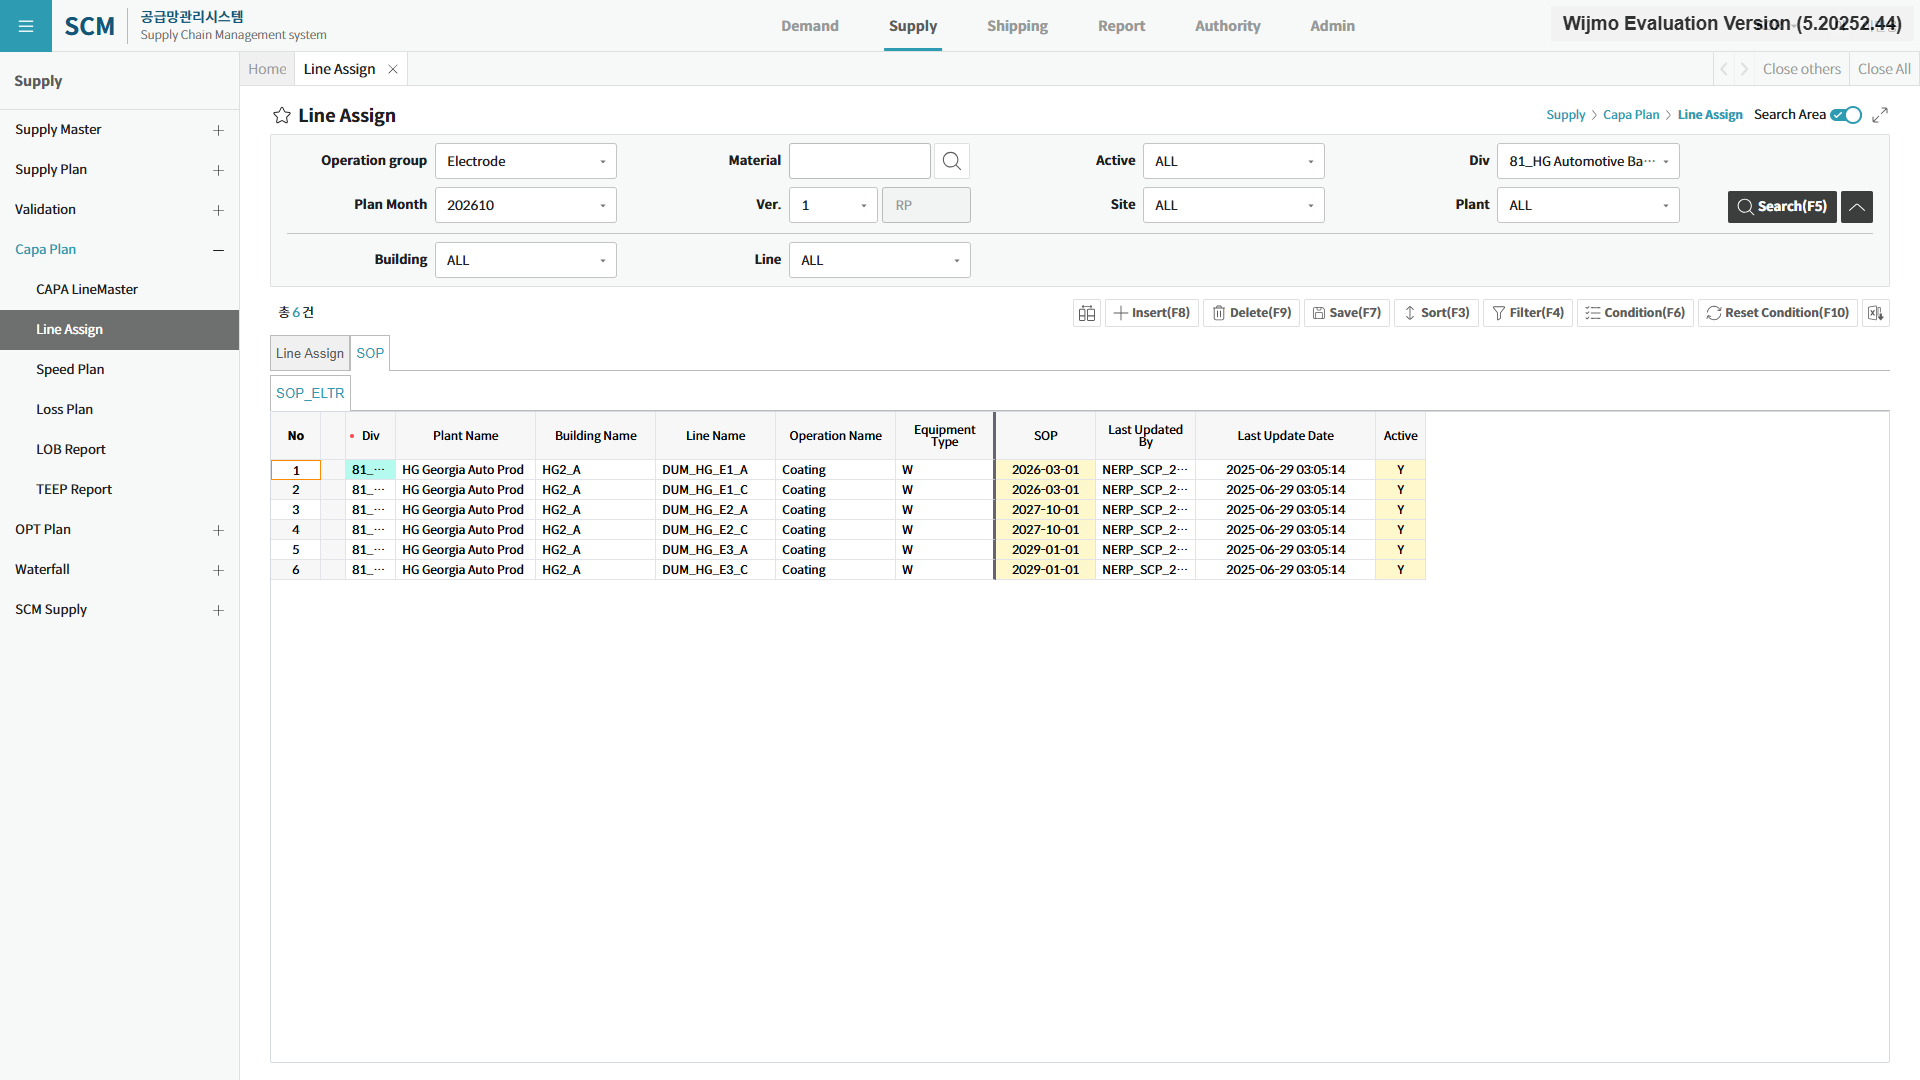 SCM
공급망관리시스템
Supply Chain Management system
Demand
Supply
Shipping
Report
Authority
Admin
Wijmo Evaluation Version (5.20252.44)
Supply
Supply Master
Supply Plan
Validation
Capa Plan
CAPA LineMaster
Line Assign
Speed Plan
Loss Plan
LOB Report
TEEP Report
OPT Plan
Waterfall
SCM Supply
Home
Line Assign
Close others
Close All
Line Assign
Supply > Capa Plan > Line Assign
Search Area
Operation group Electrode
Material
Active ALL
Div 81_HG Automotive Ba···
Plan Month 202610
Ver. 1 RP
Site ALL
Plant ALL
Search(F5)
Building ALL
Line ALL
총 6 건
Insert(F8)
Delete(F9)
Save(F7)
Sort(F3)
Filter(F4)
Condition(F6)
Reset Condition(F10)
Line Assign
SOP
SOP_ELTR
No Div Plant Name Building Name Line Name Operation Name Equipment Type SOP Last Updated By Last Update Date Active
1 81_··· HG Georgia Auto Prod HG2_A DUM_HG_E1_A Coating W 2026-03-01 NERP_SCP_2··· 2025-06-29 03:05:14 Y
2 81_··· HG Georgia Auto Prod HG2_A DUM_HG_E1_C Coating W 2026-03-01 NERP_SCP_2··· 2025-06-29 03:05:14 Y
3 81_··· HG Georgia Auto Prod HG2_A DUM_HG_E2_A Coating W 2027-10-01 NERP_SCP_2··· 2025-06-29 03:05:14 Y
4 81_··· HG Georgia Auto Prod HG2_A DUM_HG_E2_C Coating W 2027-10-01 NERP_SCP_2··· 2025-06-29 03:05:14 Y
5 81_··· HG Georgia Auto Prod HG2_A DUM_HG_E3_A Coating W 2029-01-01 NERP_SCP_2··· 2025-06-29 03:05:14 Y
6 81_··· HG Georgia Auto Prod HG2_A DUM_HG_E3_C Coating W 2029-01-01 NERP_SCP_2··· 2025-06-29 03:05:14 Y